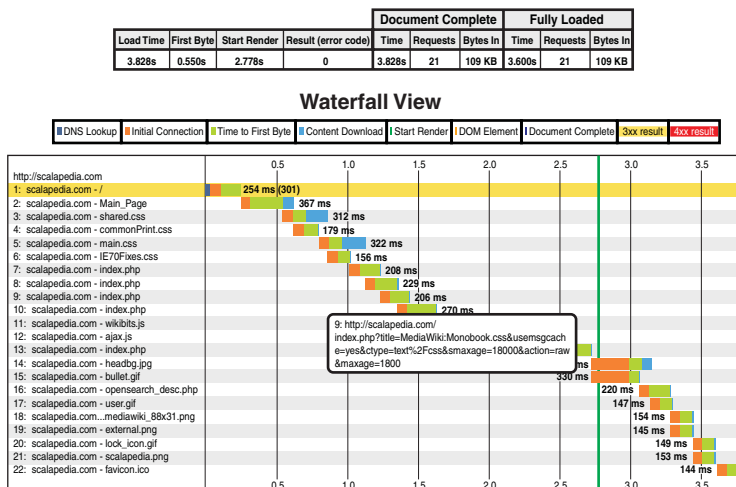 Document Complete Fully Loaded
Load Time First Byte Start Render Result (error code) Time Requests Bytes In Time Requests Bytes In
3.828s 0.550s 2.778s 0 3.828s 21 109 KB 3.600s 21 109 KB
Waterfall View
DNS Lookup Initial Connection Time to First Byte Content Download Start Render DOM Element Document Complete 3xx result 4xx result
0.5 1.0 1.5 2.0 2.5 3.0 3.5
http://scalapedia.com
1: scalapedia.com - / 254 ms (301)
2: scalapedia.com - Main_Page 367 ms
3: scalapedia.com - shared.css 312 ms
4: scalapedia.com - commonPrint.css 179 ms
5: scalapedia.com - main.css 322 ms
6: scalapedia.com - IE70Fixes.css 156 ms
7: scalapedia.com - index.php 208 ms
8: scalapedia.com - index.php 229 ms
9: scalapedia.com - index.php 206 ms
10: scalapedia.com - index.php 270 ms
11: scalapedia.com - wikibits.js
12: scalapedia.com - ajax.js
13: scalapedia.com - index.php
14: scalapedia.com - headbg.jpg
15: scalapedia.com - bullet.gif 330 ms
9: http://scalapedia.com/
index.php?title=MediaWiki:Monobook.css&usemsgcach
e=yes&ctype=text%2Fcss&smaxage=18000&action=raw
&maxage=1800
16: scalapedia.com - opensearch_desc.php 220 ms
17: scalapedia.com - user.gif 147 ms
18: scalapedia.com...mediawiki_88x31.png 154 ms
19: scalapedia.com - external.png 145 ms
20: scalapedia.com - lock_icon.gif 149 ms
21: scalapedia.com - scalapedia.png 153 ms
22: scalapedia.com - favicon.ico 144 ms
0.5 1.0 1.5 2.0 2.5 3.0 3.5